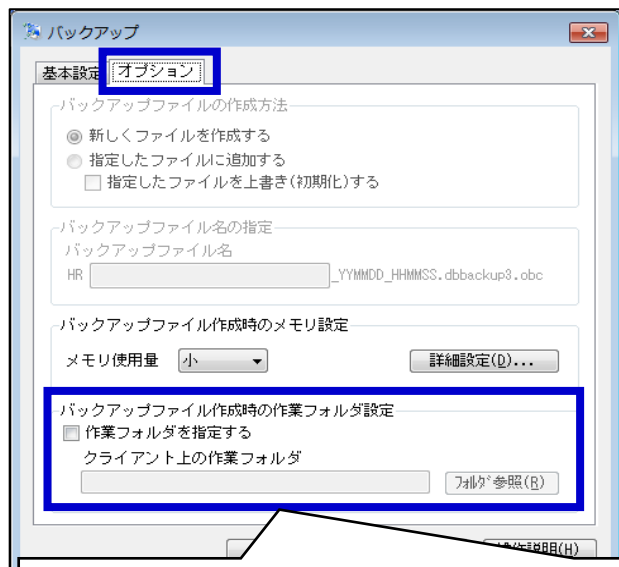 バックアップ
基本設定 オプション
バックアップファイルの作成方法
新しくファイルを作成する
指定したファイルに追加する
指定したファイルを上書き(初期化)する
バックアップファイル名の指定
バックアップファイル名
HR _YYMMDD_HHMMSS.dbbackup3.obc
バックアップファイル作成時のメモリ設定
メモリ使用量 小 詳細設定(D)...
バックアップファイル作成時の作業フォルダ設定
作業フォルダを指定する
クライアント上の作業フォルダ
ﾌｫﾙﾀﾞ参照(R)
操作説明(H)